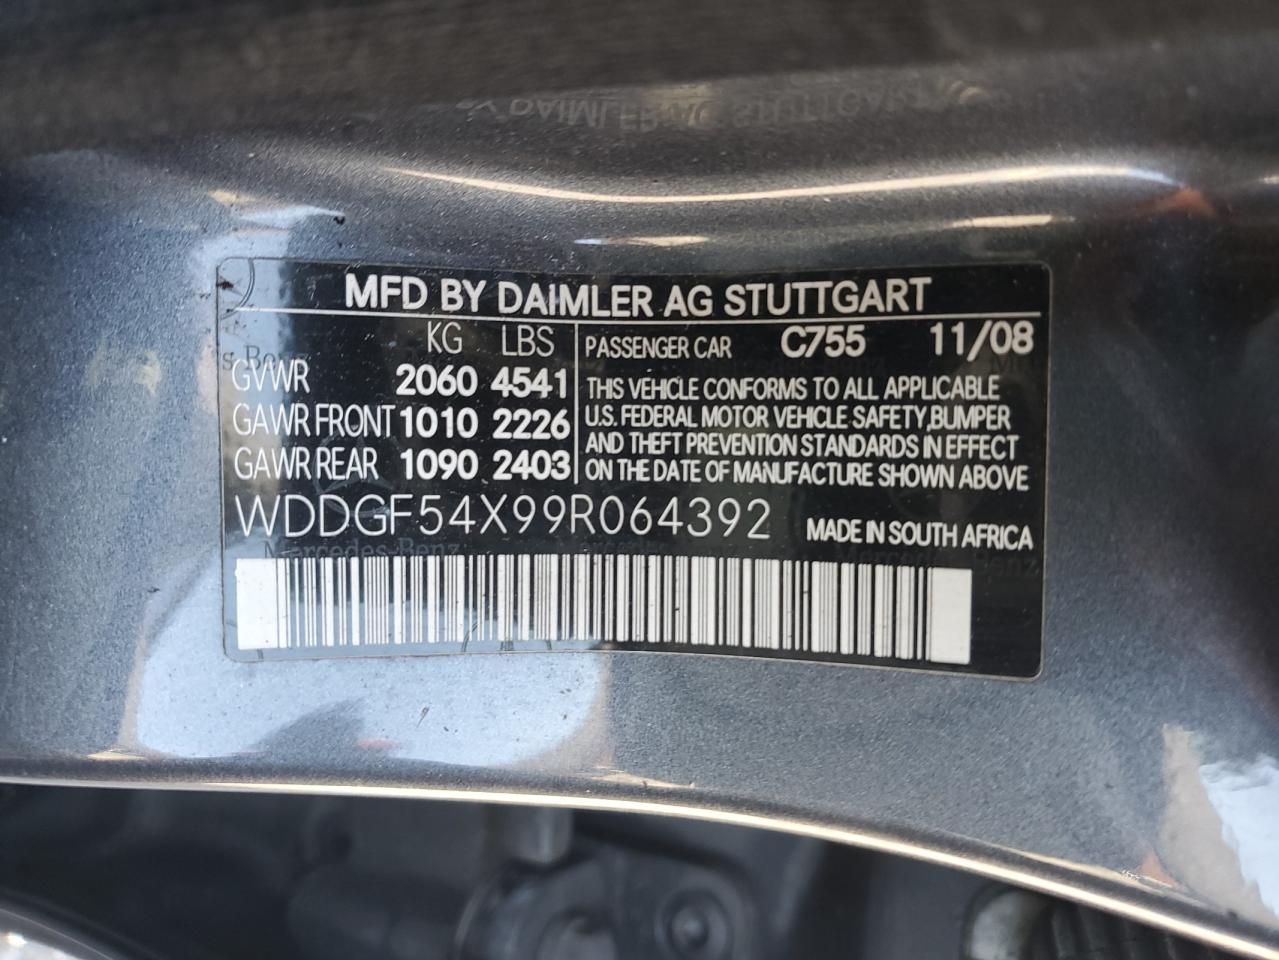 MFD BY DAIMLER AG STUTTGART
KG LBS
GVWR 2060 4541
GAWR FRONT 1010 2226
GAWR REAR 1090 2403
PASSENGER CAR C755 11/08
THIS VEHICLE CONFORMS TO ALL APPLICABLE
U.S. FEDERAL MOTOR VEHICLE SAFETY,BUMPER
AND THEFT PREVENTION STANDARDS IN EFFECT
ON THE DATE OF MANUFACTURE SHOWN ABOVE
WDDGF54X99R064392 MADE IN SOUTH AFRICA
Mercedes-Benz